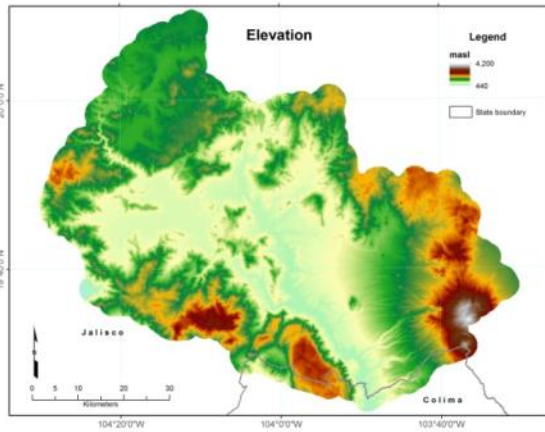 Elevation
Legend
masl
4,200
440
State boundary
Jalisco
Colima
0 5 10 20 30
Kilometers
104°20'0"W 104°0'0"W 103°40'0"W